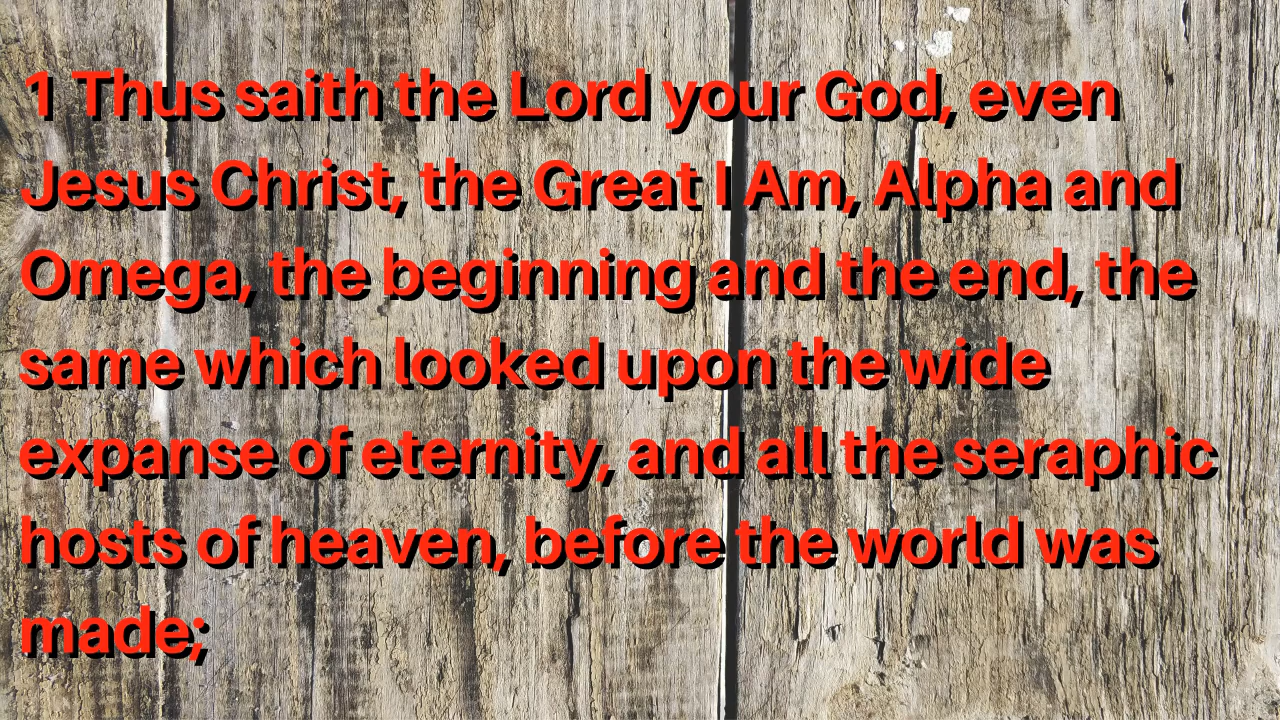 1 Thus saith the Lord your God, even
Jesus Christ, the Great I Am, Alpha and
Omega, the beginning and the end, the
same which looked upon the wide
expanse of eternity, and all the seraphic
hosts of heaven, before the world was
made;